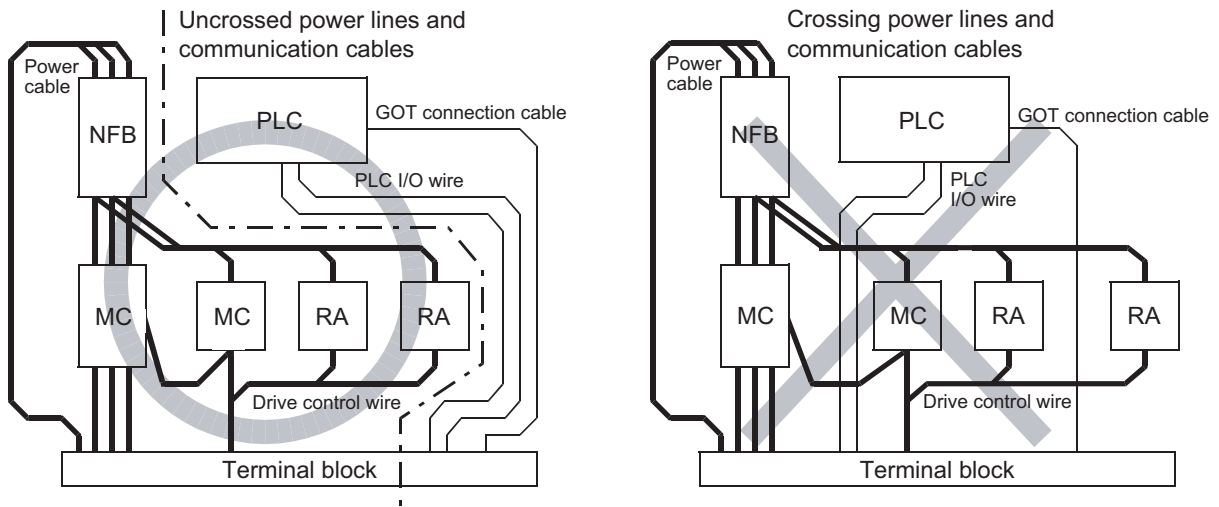 Uncrossed power lines and
communication cables
Power
cable
NFB
PLC
GOT connection cable
PLC I/O wire
MC
MC
RA
RA
Drive control wire
Terminal block
Crossing power lines and
communication cables
Power
cable
NFB
PLC
GOT connection cable
PLC
I/O wire
MC
MC
RA
RA
Drive control wire
Terminal block